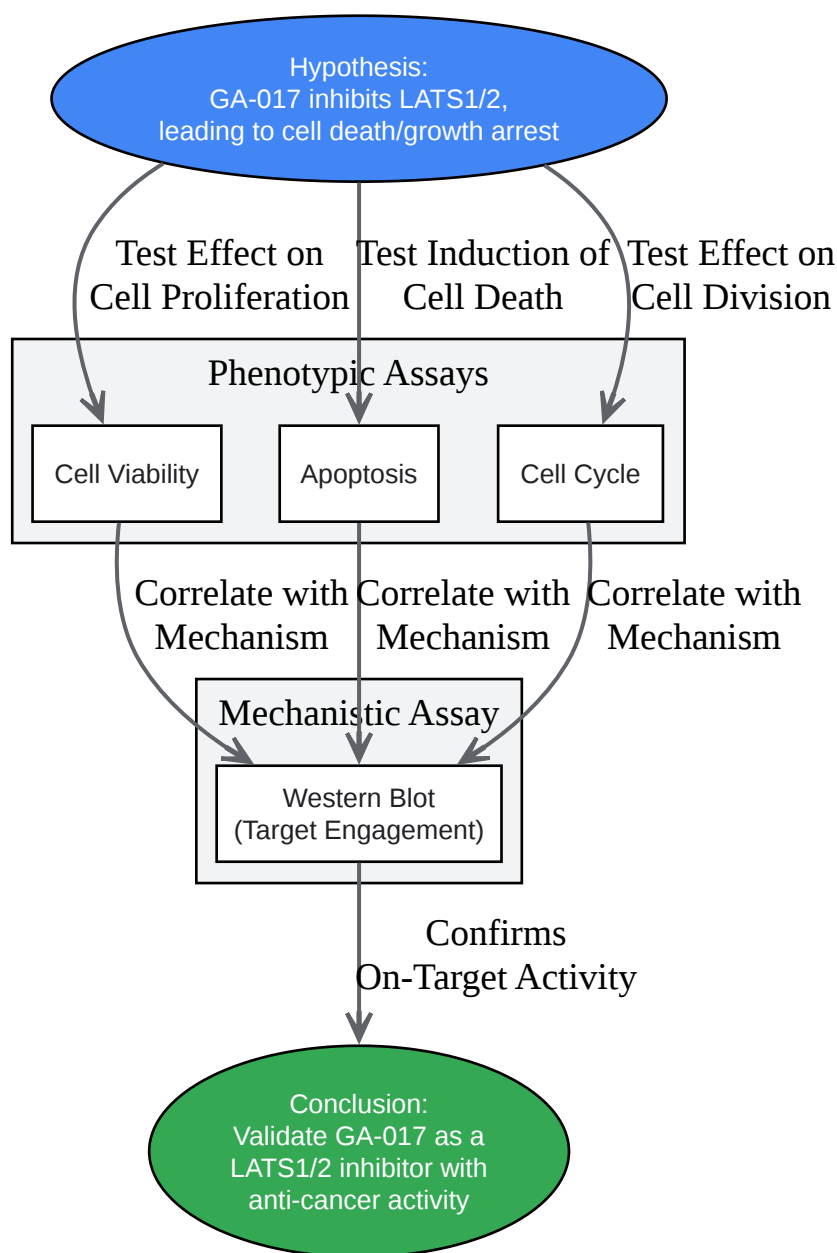 Hypothesis:
GA-017 inhibits LATS1/2,
leading to cell death/growth arrest
Test Effect on
Cell Proliferation
Test Induction of
Cell Death
Test Effect on
Cell Division
Phenotypic Assays
Cell Viability
Apoptosis
Cell Cycle
Correlate with
Mechanism
Correlate with
Mechanism
Correlate with
Mechanism
Mechanistic Assay
Western Blot
(Target Engagement)
Confirms
On-Target Activity
Conclusion:
Validate GA-017 as a
LATS1/2 inhibitor with
anti-cancer activity